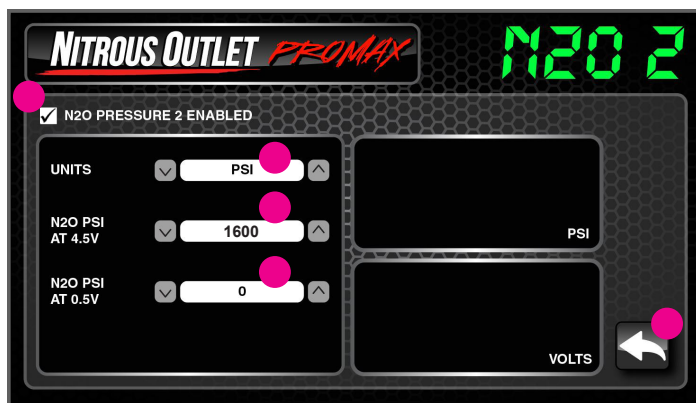 NITROUS OUTLET PROMAX
N2O 2
N2O PRESSURE 2 ENABLED
UNITS
PSI
N2O PSI
AT 4.5V
1600
N2O PSI
AT 0.5V
0
PSI
VOLTS